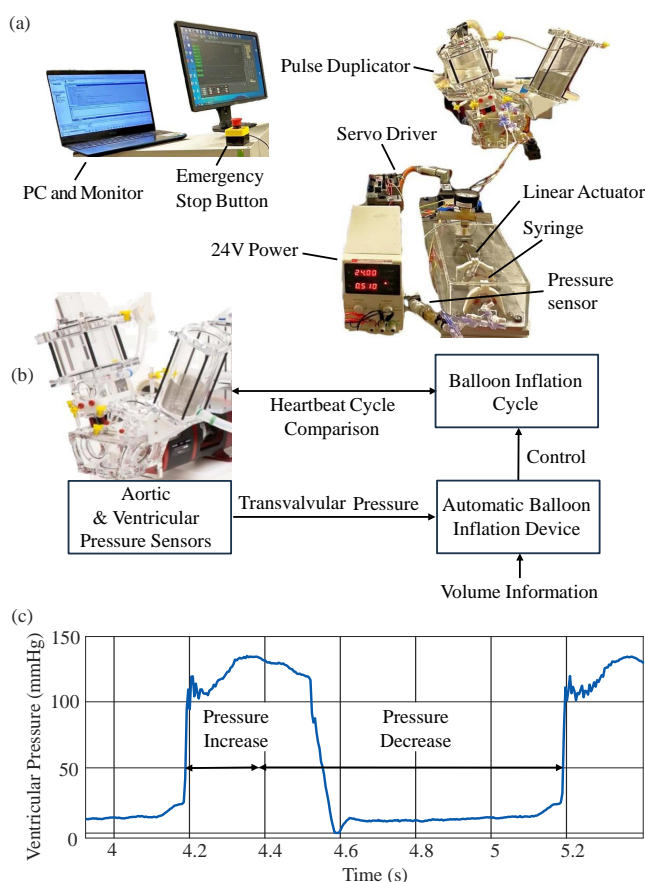 (a)
Pulse Duplicator
Servo Driver
PC and Monitor
Emergency
Stop Button
Linear Actuator
Syringe
24V Power
24.00
0.510
Pressure
sensor
(b)
Heartbeat Cycle
Comparison
Balloon Inflation
Cycle
Control
Aortic
& Ventricular
Pressure Sensors
Transvalvular Pressure
Automatic Balloon
Inflation Device
Volume Information
(c)
Ventricular Pressure (mmHg)
150
100
50
0
Pressure
Increase
Pressure
Decrease
4
4.2
4.4
4.6
4.8
5
5.2
Time (s)